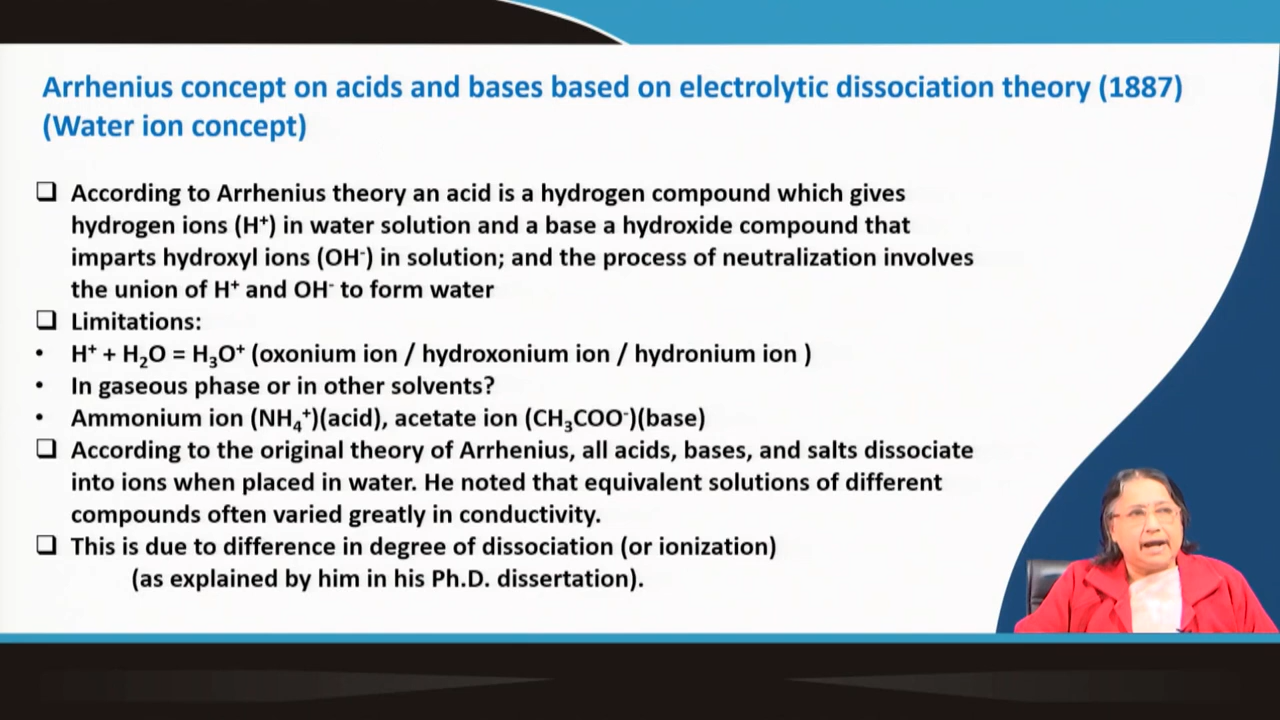 Arrhenius concept on acids and bases based on electrolytic dissociation theory (1887)
(Water ion concept)
❑ According to Arrhenius theory an acid is a hydrogen compound which gives
hydrogen ions (H⁺) in water solution and a base a hydroxide compound that
imparts hydroxyl ions (OH⁻) in solution; and the process of neutralization involves
the union of H⁺ and OH⁻ to form water
❑ Limitations:
• H⁺ + H₂O = H₃O⁺ (oxonium ion / hydroxonium ion / hydronium ion )
• In gaseous phase or in other solvents?
• Ammonium ion (NH₄⁺)(acid), acetate ion (CH₃COO⁻)(base)
❑ According to the original theory of Arrhenius, all acids, bases, and salts dissociate
into ions when placed in water. He noted that equivalent solutions of different
compounds often varied greatly in conductivity.
❑ This is due to difference in degree of dissociation (or ionization)
(as explained by him in his Ph.D. dissertation).